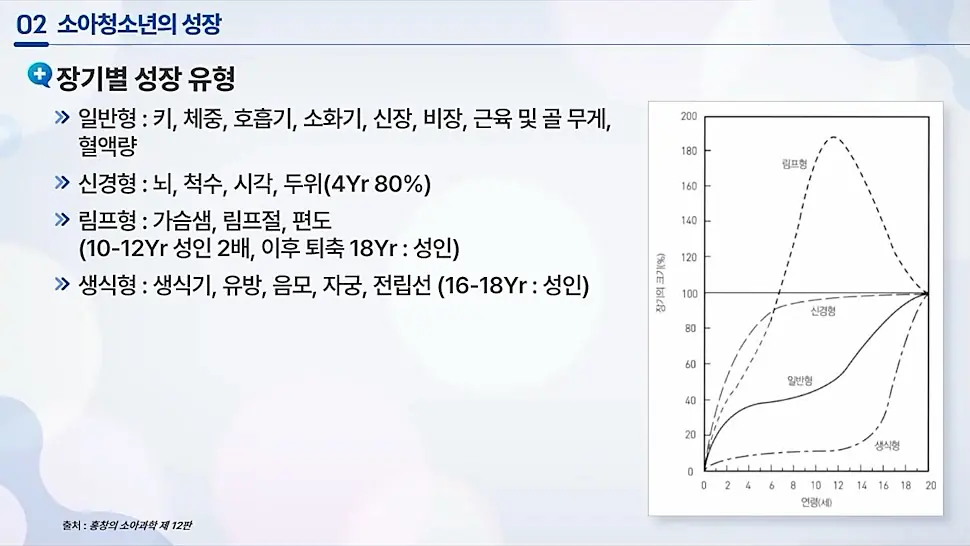 02 소아청소년의 성장
장기별 성장 유형
일반형 : 키, 체중, 호흡기, 소화기, 신장, 비장, 근육 및 골 무게,
혈액량
신경형 : 뇌, 척수, 시각, 두위(4Yr 80%)
림프형 : 가슴샘, 림프절, 편도
(10-12Yr 성인 2배, 이후 퇴축 18Yr : 성인)
생식형 : 생식기, 유방, 음모, 자궁, 전립선 (16-18Yr : 성인)
200
180
160
140
120
100
80
60
40
20
0
장기의 크기(%)
림프형
신경형
일반형
생식형
0 2 4 6 8 10 12 14 16 18 20
연령(세)
출처 : 홍창의 소아과학 제 12판